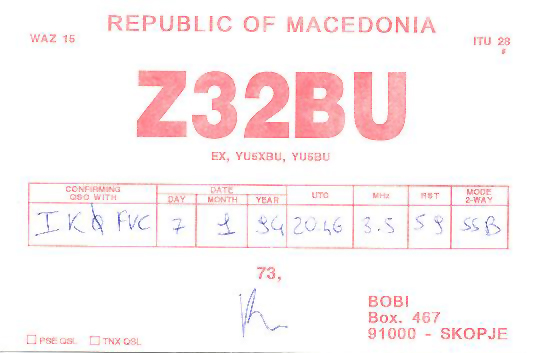 REPUBLIC OF MACEDONIA
WAZ 15
ITU 28
Z32BU
EX, YU5XBU, YU5BU
CONFIRMING QSO WITH DAY DATE MONTH YEAR UTC MHz RST MODE 2-WAY
IKØ FVC 7 1 94 20.46 3.5 59 SSB
73,
BOBI
Box. 467
91000 - SKOPJE
PSE QSL TNX QSL